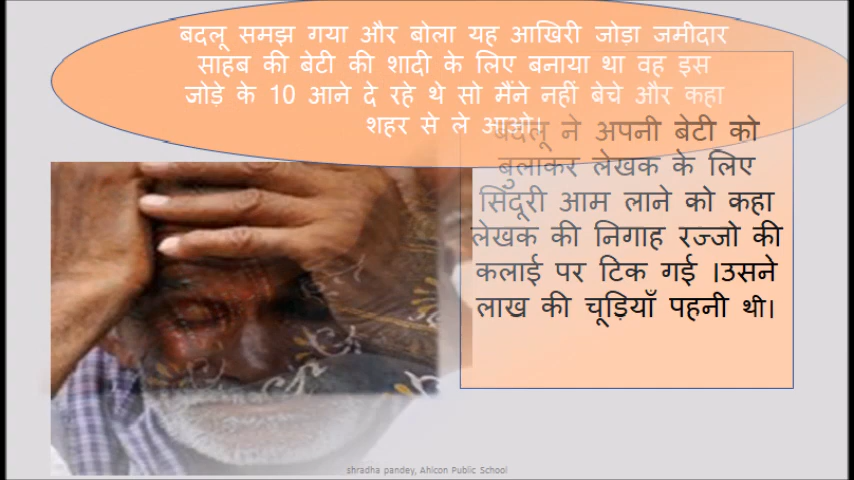 बदलू समझ गया और बोला यह आखिरी जोड़ा जमीदार
साहब की बेटी की शादी के लिए बनाया था वह इस
जोड़े के 10 आने दे रहे थे सो मैंने नहीं बेचे और कहा
शहर से ले आओ।
बदलू ने अपनी बेटी को
बुलाकर लेखक के लिए
सिंदूरी आम लाने को कहा
लेखक की निगाह रज्जो की
कलाई पर टिक गई ।उसने
लाख की चूड़ियाँ पहनी थी।
shradha pandey, Ahicon Public School